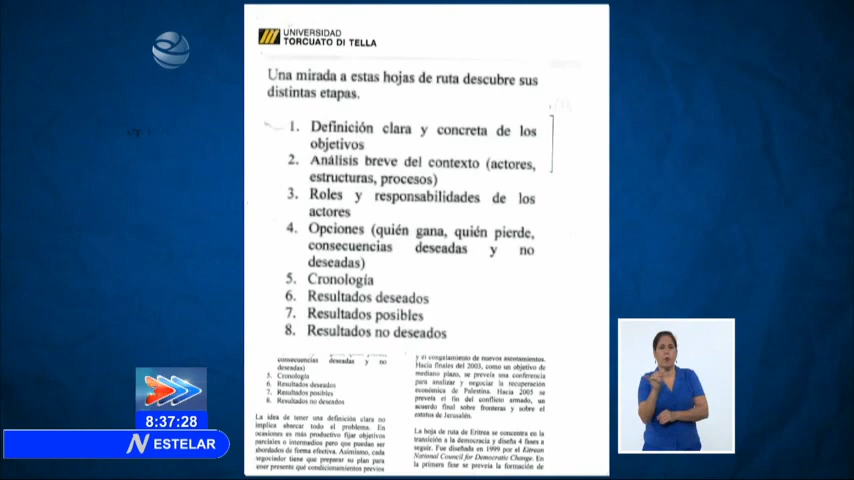 UNIVERSIDAD
TORCUATO DI TELLA
Una mirada a estas hojas de ruta descubre sus
distintas etapas.
1. Definición clara y concreta de los
objetivos
2. Análisis breve del contexto (actores,
estructuras, procesos)
3. Roles y responsabilidades de los
actores
4. Opciones (quién gana, quién pierde,
consecuencias deseadas y no
deseadas)
5. Cronología
6. Resultados deseados
7. Resultados posibles
8. Resultados no deseados
consecuencias deseadas y no
deseadas)
5. Cronología
6. Resultados deseados
7. Resultados posibles
8. Resultados no deseados
La idea de tener una definición clara no
implica abarcar todo el problema. En
ocasiones es más productivo fijar objetivos
parciales o intermedios pero que puedan ser
abordados de forma efectiva. Asimismo, cada
negociador tiene que preparar su plan para
tener presente qué condicionamientos previos
y el congelamiento de nuevos asentamientos.
Hacia finales del 2003, como un objetivo de
mediano plazo, se preveía una conferencia
para analizar y negociar la recuperación
económica de Palestina. Hacia 2005 se
preveía el fin del conflicto armado, un
acuerdo final sobre fronteras y sobre el
estatus de Jerusalén.
La hoja de ruta de Eritrea se concentra en la
transición a la democracia y diseña 4 fases a
seguir. Fue diseñada en 1999 por el Eritrean
National Council for Democratic Change. En
la primera fase se preveía la formación de
8:37:28
N ESTELAR